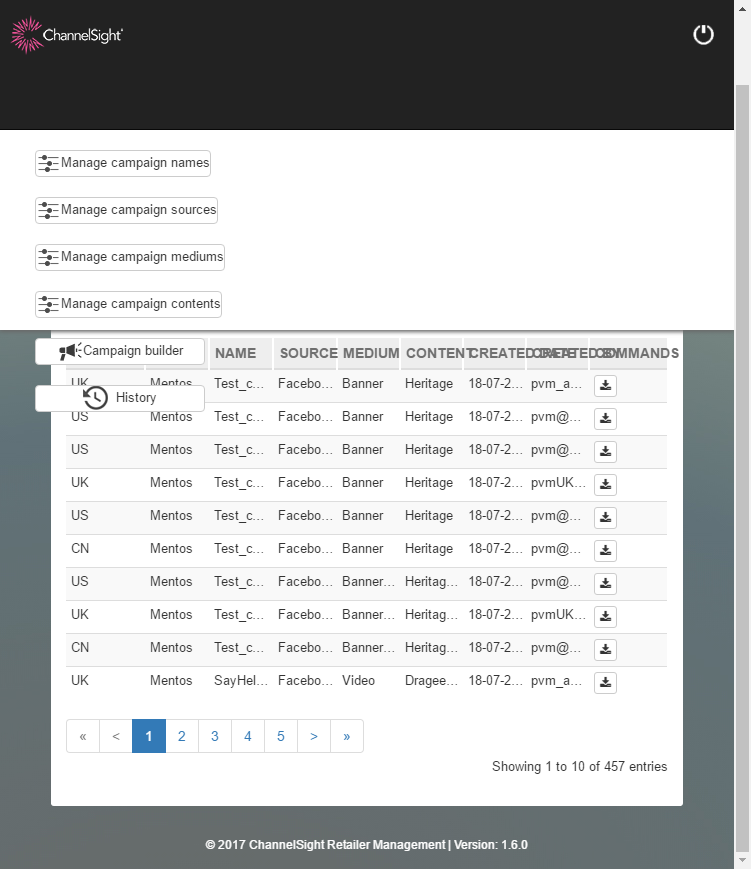 ChannelSight
Manage campaign names
Manage campaign sources
Manage campaign mediums
Manage campaign contents
Campaign builder
NAME SOURCE MEDIUM CONTENT CREATED DATE CREATED BY COMMANDS
UK Mentos Test_c... Facebo... Banner Heritage 18-07-2... pvm_a...
History
US Mentos Test_c... Facebo... Banner Heritage 18-07-2... pvm@...
US Mentos Test_c... Facebo... Banner Heritage 18-07-2... pvm@...
UK Mentos Test_c... Facebo... Banner Heritage 18-07-2... pvmUK...
US Mentos Test_c... Facebo... Banner Heritage 18-07-2... pvm@...
CN Mentos Test_c... Facebo... Banner Heritage 18-07-2... pvm@...
US Mentos Test_c... Facebo... Banner... Heritag... 18-07-2... pvm@...
UK Mentos Test_c... Facebo... Banner... Heritag... 18-07-2... pvmUK...
CN Mentos Test_c... Facebo... Banner... Heritag... 18-07-2... pvm@...
UK Mentos SayHel... Facebo... Video Dragee... 18-07-2... pvm_a...
« < 1 2 3 4 5 > »
Showing 1 to 10 of 457 entries
© 2017 ChannelSight Retailer Management | Version: 1.6.0